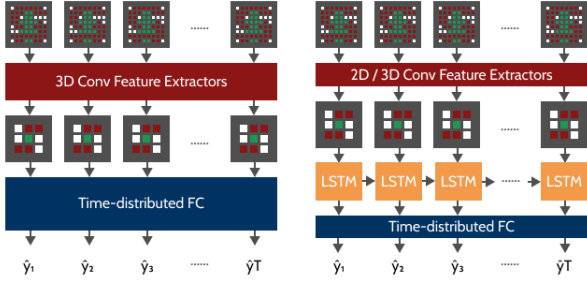 ......
3D Conv Feature Extractors
......
Time-distributed FC
ŷ₁ ŷ₂ ŷ₃ ...... ŷT
......
2D / 3D Conv Feature Extractors
......
LSTM LSTM LSTM ...... LSTM
Time-distributed FC
ŷ₁ ŷ₂ ŷ₃ ...... ŷT